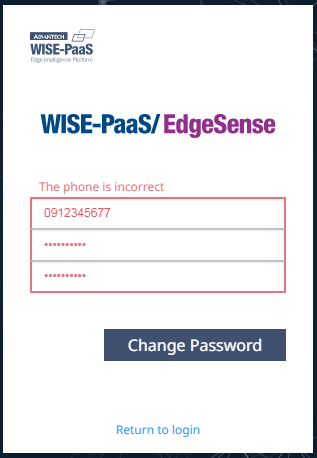 ADVANTECH
WISE-PaaS
Edge Intelligence Platform
WISE-PaaS/ EdgeSense
The phone is incorrect
0912345677
••••••••••
••••••••••
Change Password
Return to login